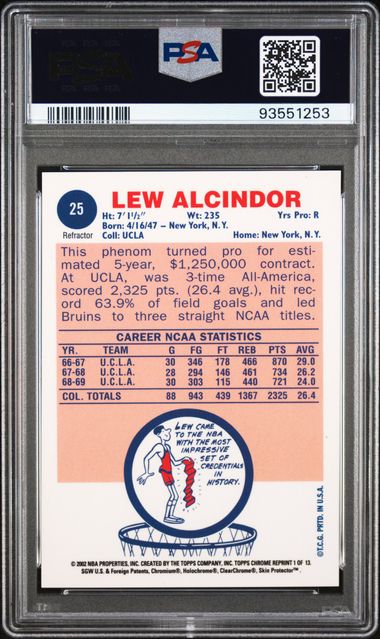 PSA
PSA
93551253
25
Refractor
LEW ALCINDOR
Ht: 7' 1½" Wt: 235 Yrs Pro: R
Born: 4/16/47 – New York, N.Y.
Coll: UCLA Home: New York, N.Y.
This phenom turned pro for esti-
mated 5-year, $1,250,000 contract.
At UCLA, was 3-time All-America,
scored 2,325 pts. (26.4 avg.), hit rec
ord 63.9% of field goals and led
Bruins to three straight NCAA titles.
CAREER NCAA STATISTICS
YR. TEAM G FG FT REB PTS AVG
66-67 U.C.L.A. 30 346 178 466 870 29.0
67-68 U.C.L.A. 28 294 146 461 734 26.2
68-69 U.C.L.A. 30 303 115 440 721 24.0
COL. TOTALS 88 943 439 1367 2325 26.4
LEW CAME
TO THE NBA
WITH THE MOST
IMPRESSIVE
SET OF
CREDENTIALS
IN
HISTORY.
©T.C.G. PRTD. IN U.S.A.
© 2002 NBA PROPERTIES, INC. CREATED BY THE TOPPS COMPANY, INC. TOPPS CHROME REPRINT 1 OF 13.
SGW U.S. & Foreign Patents, Chromium®, Holochrome®, ClearChrome®, Skin Protector™.
PSA